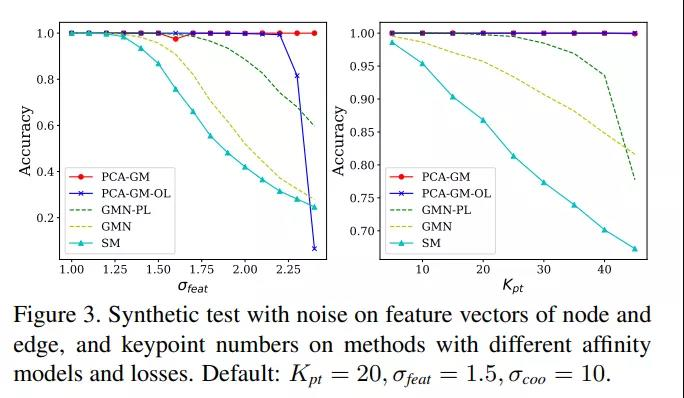 1.0
0.8
0.6
0.4
0.2
Accuracy
PCA-GM
PCA-GM-OL
GMN-PL
GMN
SM
1.00 1.25 1.50 1.75 2.00 2.25
σfeat
1.00
0.95
0.90
0.85
0.80
0.75
0.70
Accuracy
PCA-GM
PCA-GM-OL
GMN-PL
GMN
SM
10 20 30 40
Kpt
Figure 3. Synthetic test with noise on feature vectors of node and
edge, and keypoint numbers on methods with different affinity
models and losses. Default: Kpt = 20, σfeat = 1.5, σcoo = 10.